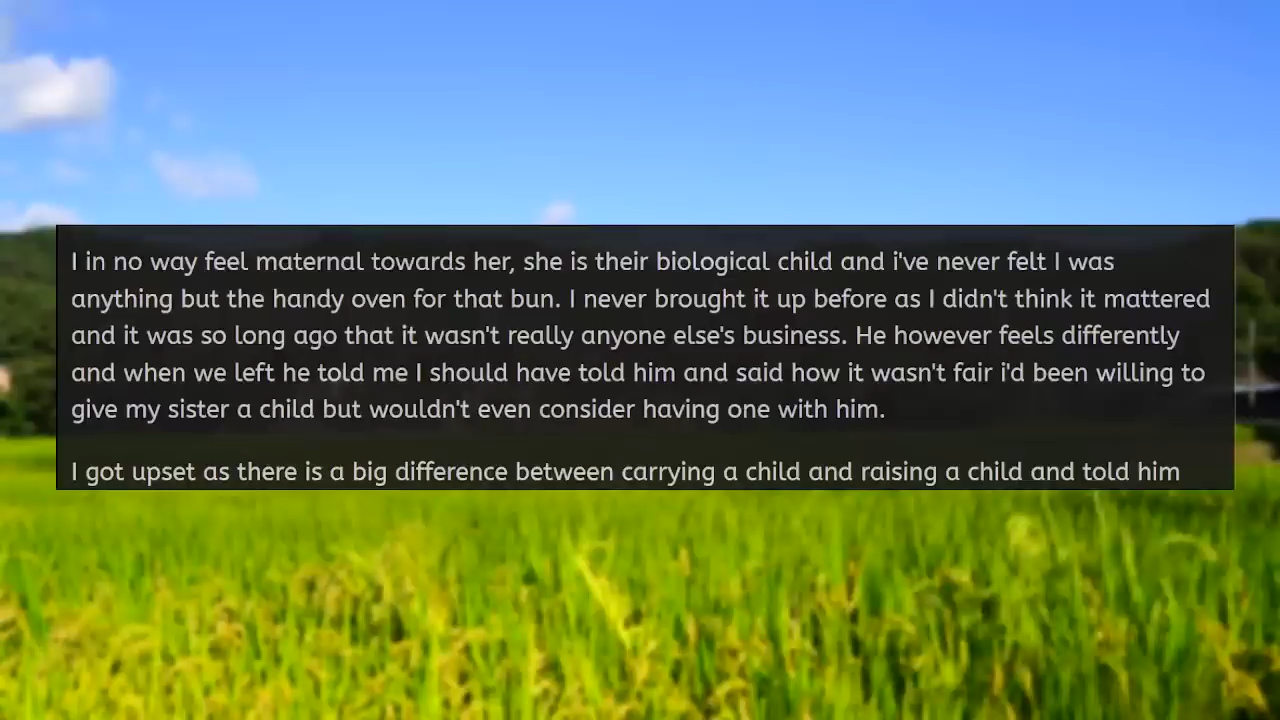 I in no way feel maternal towards her, she is their biological child and i've never felt I was
anything but the handy oven for that bun. I never brought it up before as I didn't think it mattered
and it was so long ago that it wasn't really anyone else's business. He however feels differently
and when we left he told me I should have told him and said how it wasn't fair i'd been willing to
give my sister a child but wouldn't even consider having one with him.
I got upset as there is a big difference between carrying a child and raising a child and told him